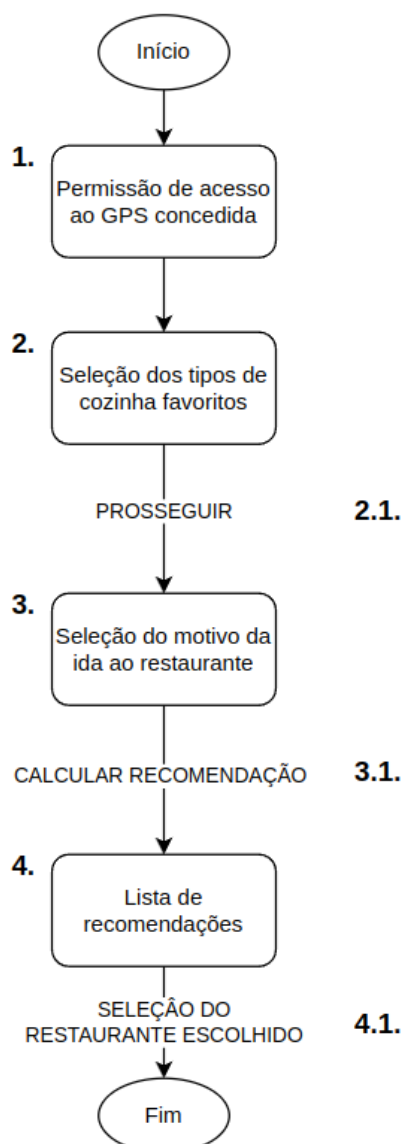 Início
1.
Permissão de acesso
ao GPS concedida
2.
Seleção dos tipos de
cozinha favoritos
PROSSEGUIR
2.1.
3.
Seleção do motivo da
ida ao restaurante
CALCULAR RECOMENDAÇÃO
3.1.
4.
Lista de
recomendações
SELEÇÂO DO
RESTAURANTE ESCOLHIDO
4.1.
Fim